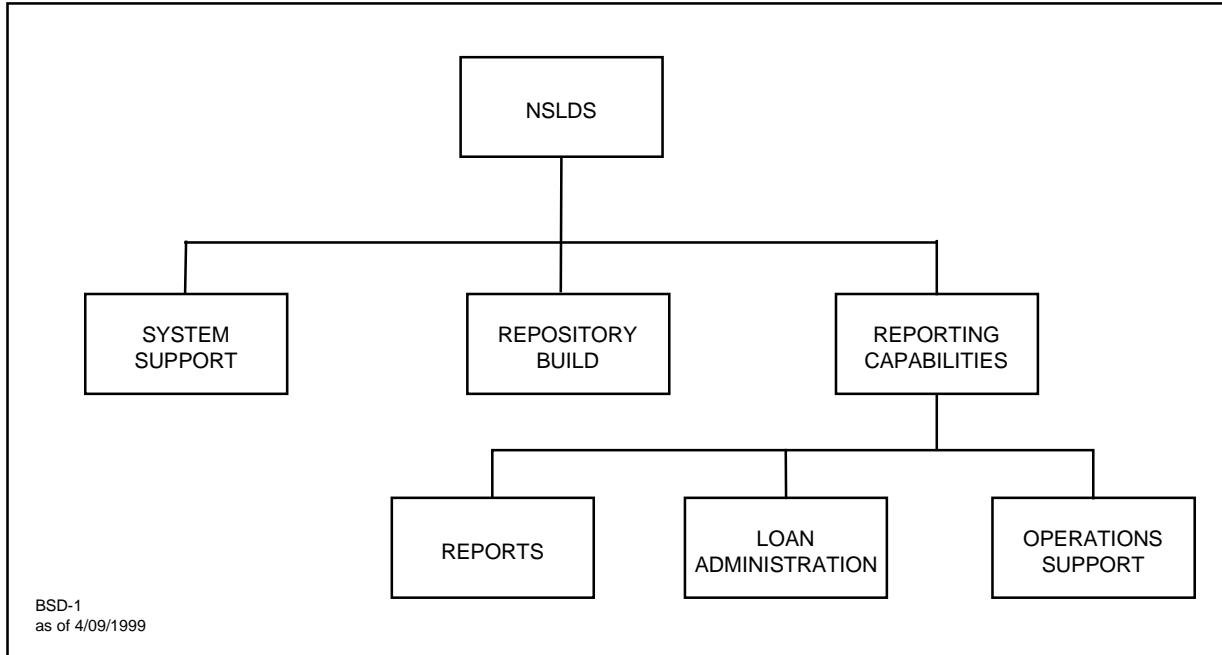 NSLDS
SYSTEM
SUPPORT
REPOSITORY
BUILD
REPORTING
CAPABILITIES
REPORTS
LOAN
ADMINISTRATION
OPERATIONS
SUPPORT
BSD-1
as of 4/09/1999